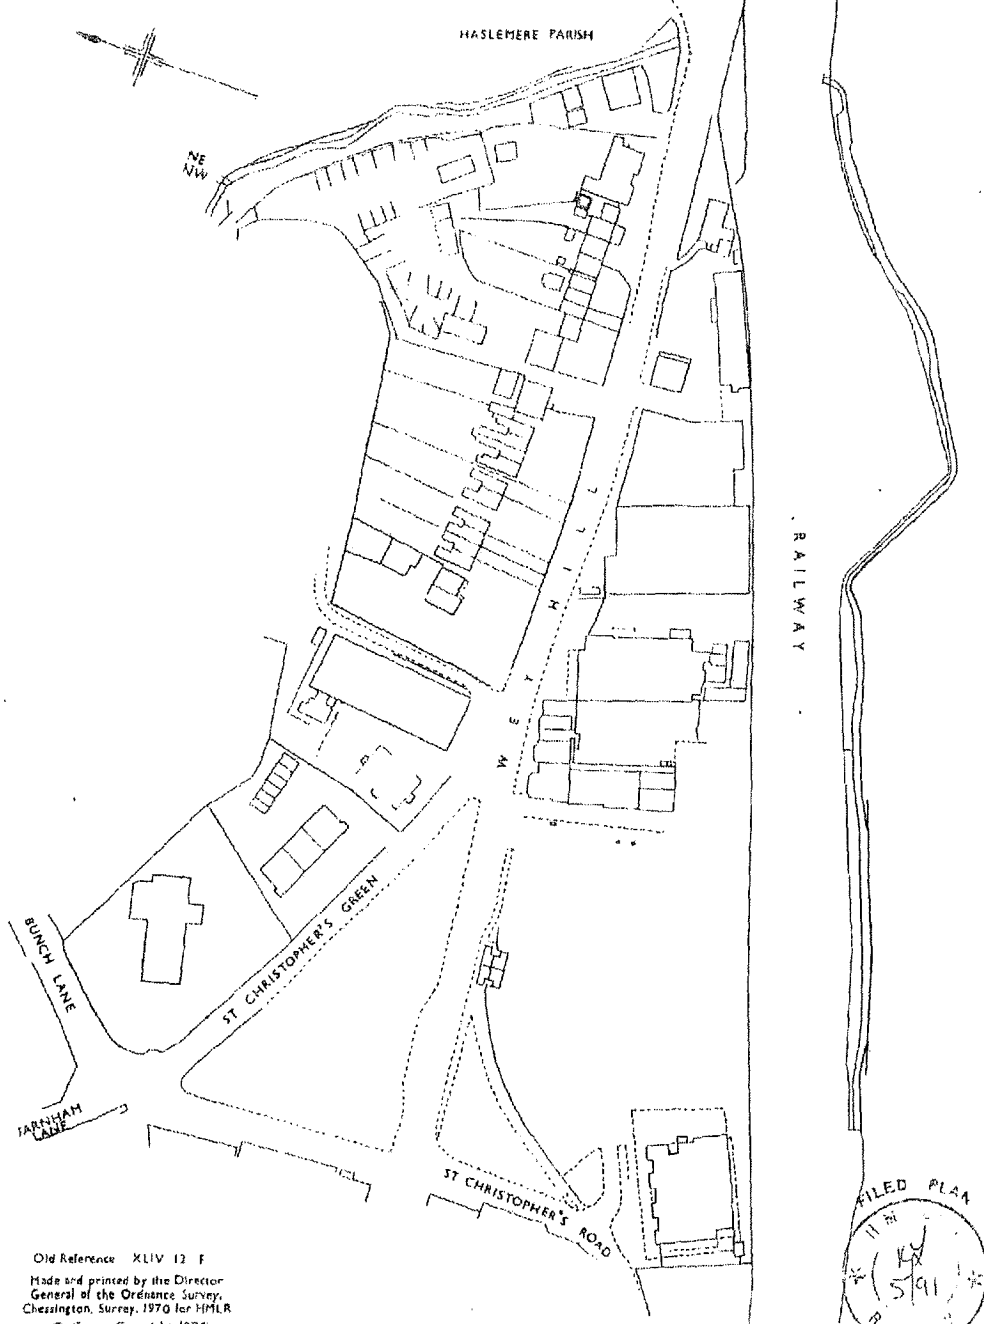 HASLEMERE PARISH
NE
NW
RAILWAY
WEY HILL
BUNCH LANE
ST CHRISTOPHER'S GREEN
FARNHAM
LANE
ST CHRISTOPHER'S ROAD
FILED PLAN
H M
5/91
R
Old Reference XLIV 12 F
Made and printed by the Director
General of the Ordnance Survey,
Chessington, Surrey. 1970 for HMLR